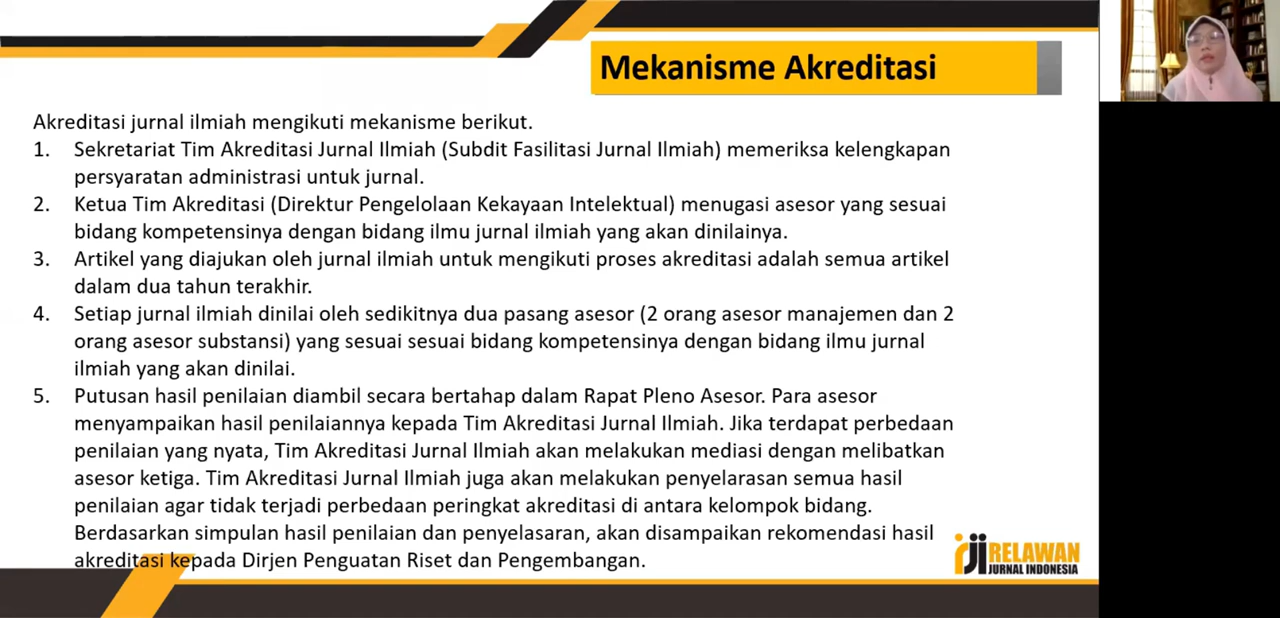 Mekanisme Akreditasi
Akreditasi jurnal ilmiah mengikuti mekanisme berikut.
1. Sekretariat Tim Akreditasi Jurnal Ilmiah (Subdit Fasilitasi Jurnal Ilmiah) memeriksa kelengkapan
persyaratan administrasi untuk jurnal.
2. Ketua Tim Akreditasi (Direktur Pengelolaan Kekayaan Intelektual) menugasi asesor yang sesuai
bidang kompetensinya dengan bidang ilmu jurnal ilmiah yang akan dinilainya.
3. Artikel yang diajukan oleh jurnal ilmiah untuk mengikuti proses akreditasi adalah semua artikel
dalam dua tahun terakhir.
4. Setiap jurnal ilmiah dinilai oleh sedikitnya dua pasang asesor (2 orang asesor manajemen dan 2
orang asesor substansi) yang sesuai sesuai bidang kompetensinya dengan bidang ilmu jurnal
ilmiah yang akan dinilai.
5. Putusan hasil penilaian diambil secara bertahap dalam Rapat Pleno Asesor. Para asesor
menyampaikan hasil penilaiannya kepada Tim Akreditasi Jurnal Ilmiah. Jika terdapat perbedaan
penilaian yang nyata, Tim Akreditasi Jurnal Ilmiah akan melakukan mediasi dengan melibatkan
asesor ketiga. Tim Akreditasi Jurnal Ilmiah juga akan melakukan penyelarasan semua hasil
penilaian agar tidak terjadi perbedaan peringkat akreditasi di antara kelompok bidang.
Berdasarkan simpulan hasil penilaian dan penyelasaran, akan disampaikan rekomendasi hasil
akreditasi kepada Dirjen Penguatan Riset dan Pengembangan.
rji RELAWAN
JURNAL INDONESIA